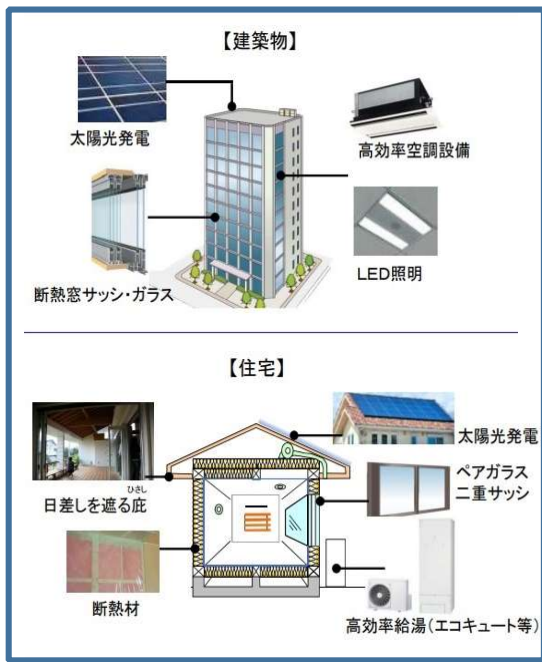 【建築物】
太陽光発電
高効率空調設備
断熱窓サッシ・ガラス
LED照明
【住宅】
太陽光発電
ひさし
日差しを遮る庇
ペアガラス
二重サッシ
断熱材
高効率給湯(エコキュート等)